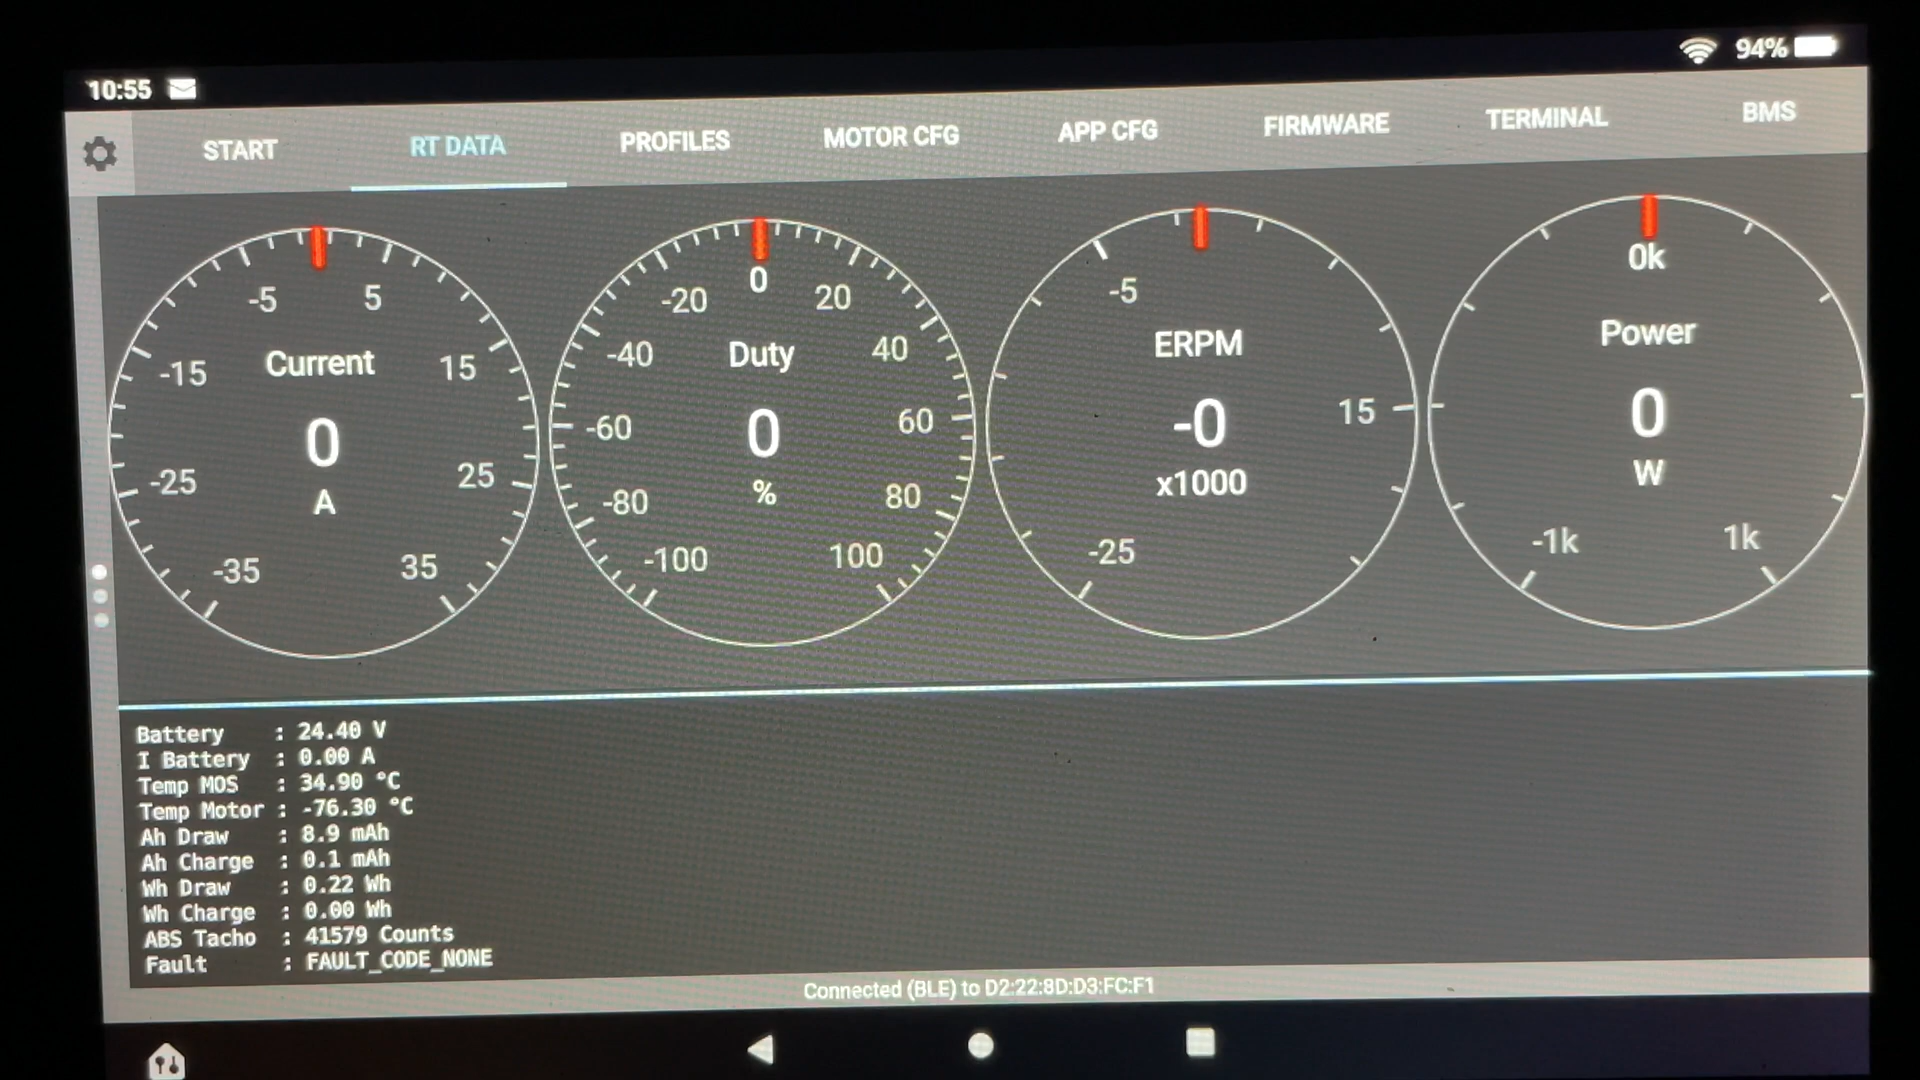 10:55
94%
START RT DATA PROFILES MOTOR CFG APP CFG FIRMWARE TERMINAL BMS
-5 5
-15 Current 15
0
-25 25
A
-35 35
0
-20 20
-40 Duty 40
-60 0 60
%
-80 80
-100 100
-5
ERPM
-0 15
x1000
-25
0k
Power
0
W
-1k 1k
Battery : 24.40 V
I Battery : 0.00 A
Temp MOS : 34.90 °C
Temp Motor : -76.30 °C
Ah Draw : 8.9 mAh
Ah Charge : 0.1 mAh
Wh Draw : 0.22 Wh
Wh Charge : 0.00 Wh
ABS Tacho : 41579 Counts
Fault : FAULT_CODE_NONE
Connected (BLE) to D2:22:8D:D3:FC:F1